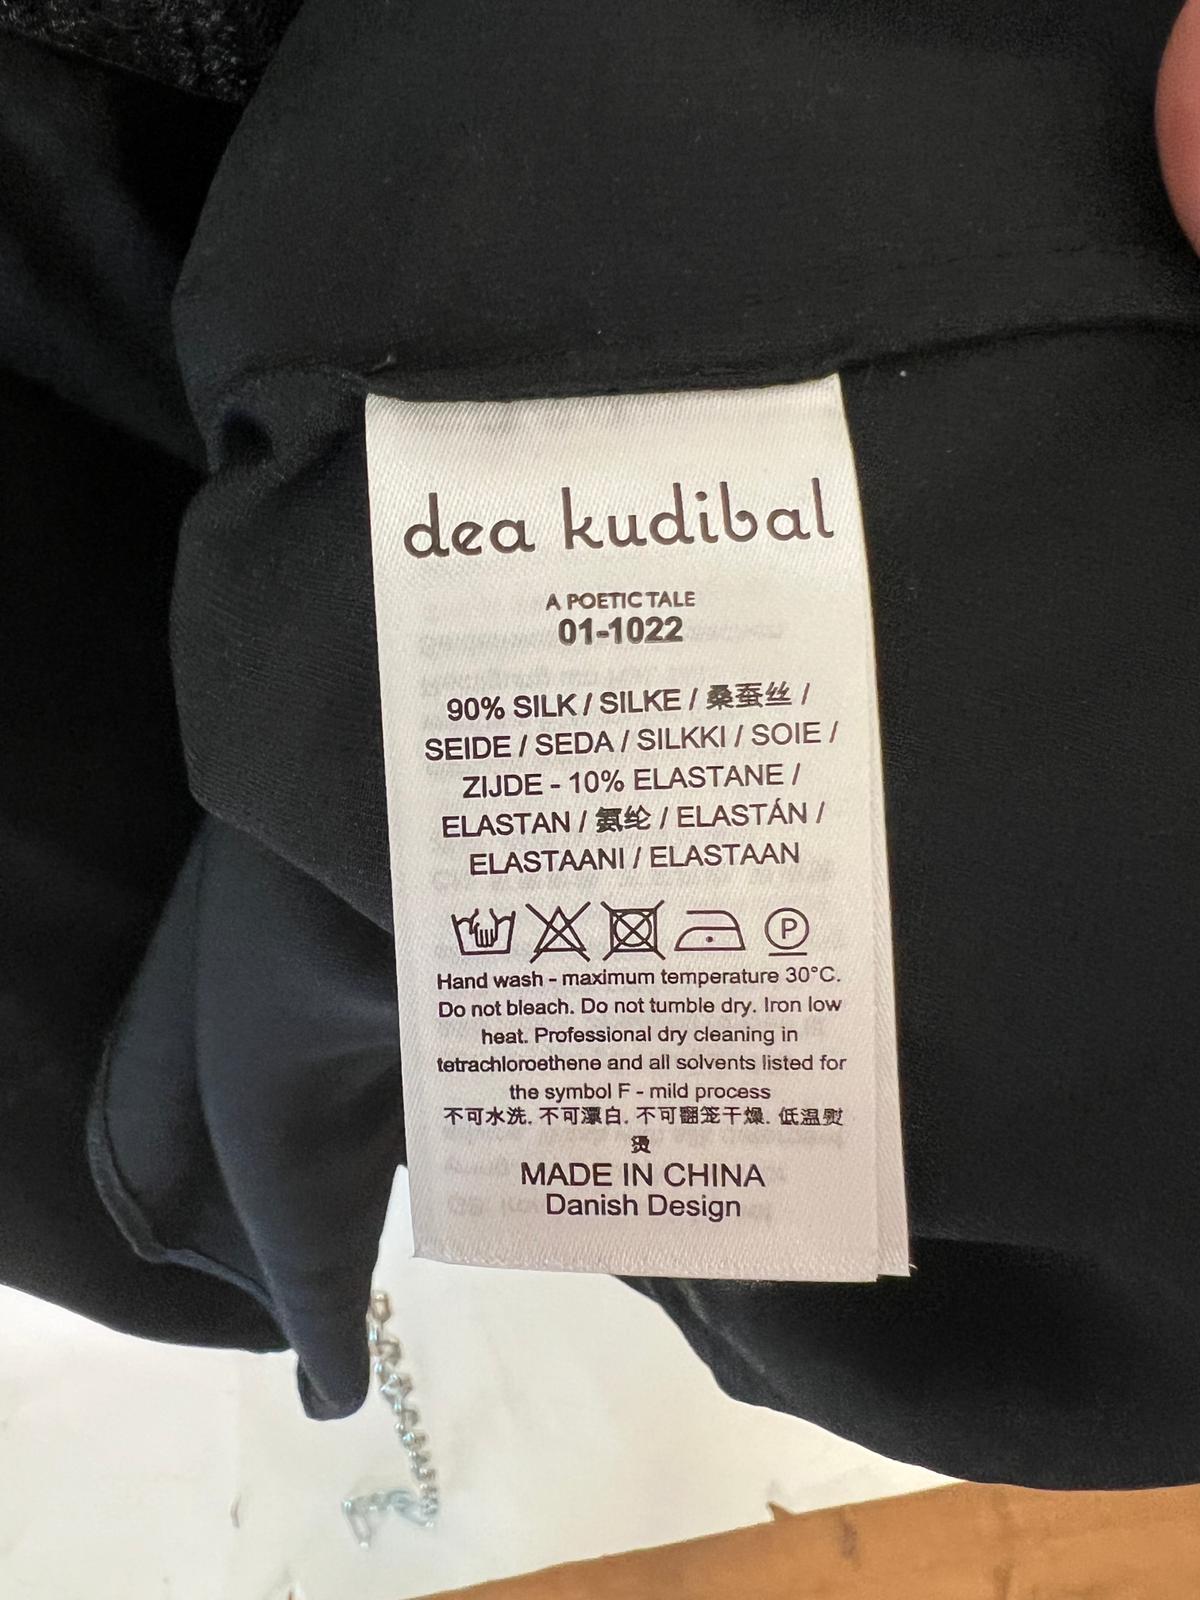 dea kudibal
A POETIC TALE
01-1022
90% SILK / SILKE / 桑蚕丝 /
SEIDE / SEDA / SILKKI / SOIE /
ZIJDE - 10% ELASTANE /
ELASTAN / 氨纶 / ELASTÁN /
ELASTAANI / ELASTAAN
P
Hand wash - maximum temperature 30°C.
Do not bleach. Do not tumble dry. Iron low
heat. Professional dry cleaning in
tetrachloroethene and all solvents listed for
the symbol F - mild process
不可水洗. 不可漂白. 不可翻笼干燥. 低温熨
烫
MADE IN CHINA
Danish Design